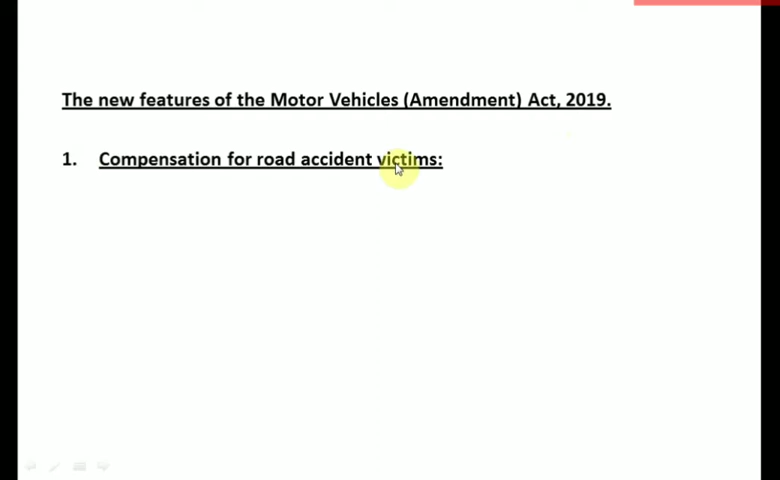 The new features of the Motor Vehicles (Amendment) Act, 2019.
1. Compensation for road accident victims: